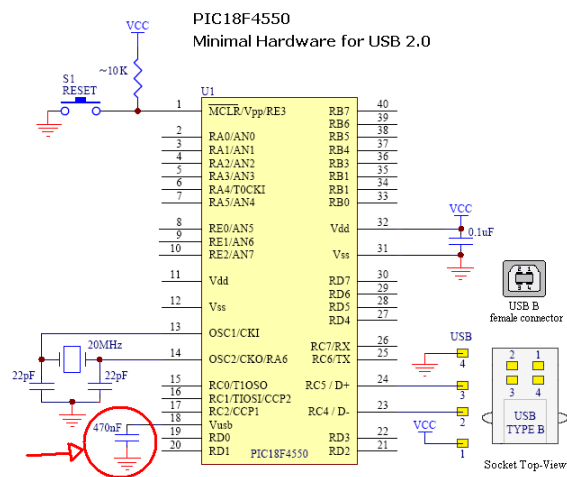 PIC18F4550
Minimal Hardware for USB 2.0
VCC
~10K
S1
RESET
U1
1 MCLR/Vpp/RE3 RB7 40
RB6 39
2 RA0/AN0 RB5 38
3 RA1/AN1 RB4 37
4 RA2/AN2 RB3 36
5 RA3/AN3 RB1 35
6 RA4/T0CKI RB1 34
7 RA5/AN4 RB0 33
VCC
8 RE0/AN5 Vdd 32
0.1uF
9 RE1/AN6
10 RE2/AN7 Vss 31
11 Vdd RD7 30
RD6 29
12 Vss RD5 28
RD4 27
USB B
female connector
13 OSC1/CKI
RC7/RX 26
20MHz
14 OSC2/CKO/RA6 RC6/TX 25
22pF 22pF
USB
4
15 RC0/T1OSO RC5 / D+ 24
3
16 RC1/TIOSI/CCP2
17 RC2/CCP1 RC4 / D- 23
2
18 Vusb
470nF
19 RD0 RD3 22
20 RD1 RD2 21
PIC18F4550
VCC
1
2 1
3 4
USB
TYPE B
Socket Top-View